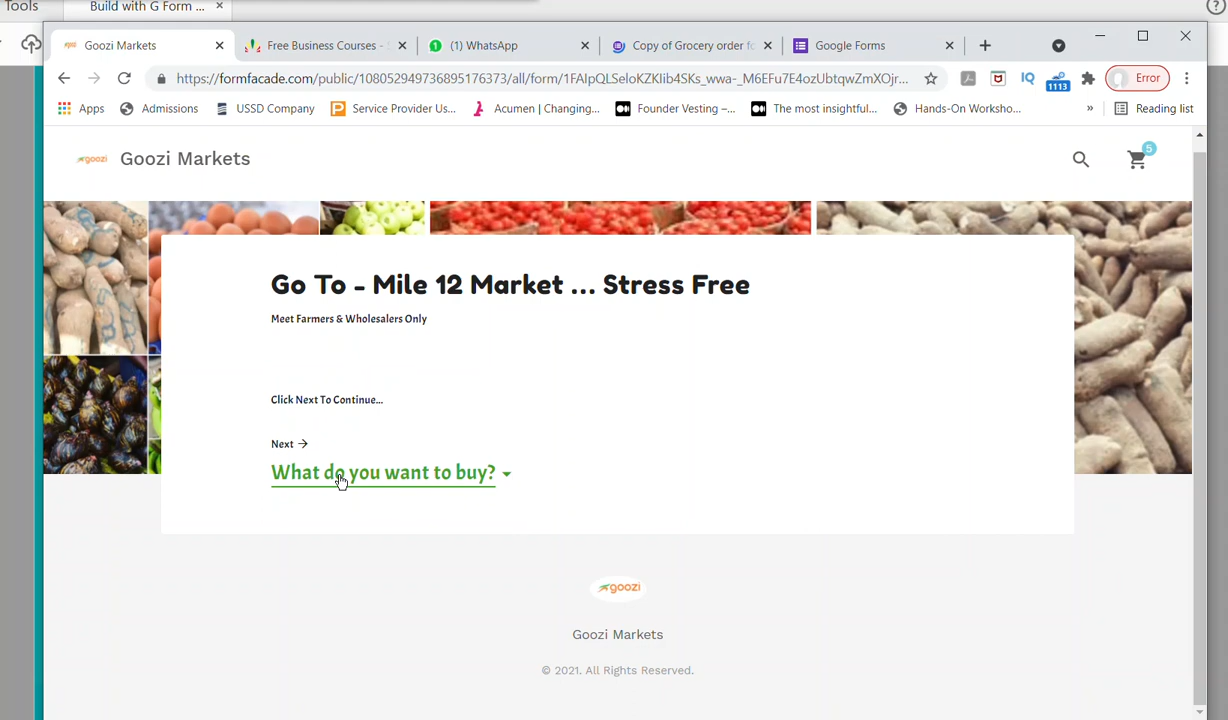 Tools
Build with G Form ... ×
Goozi Markets
Free Business Courses -
(1) WhatsApp
Copy of Grocery order fo
Google Forms
https://formfacade.com/public/108052949736895176373/all/form/1FAIpQLSeloKZKlib4SKs_wwa-_M6EFu7E4ozUbtqwZmXOjr...
IQ
1113
Error
Apps
Admissions
USSD Company
Service Provider Us...
Acumen | Changing...
Founder Vesting –...
The most insightful...
Hands-On Worksho...
»
Reading list
goozi
Goozi Markets
5
Go To - Mile 12 Market ... Stress Free
Meet Farmers & Wholesalers Only
Click Next To Continue...
Next →
What do you want to buy?
goozi
Goozi Markets
© 2021. All Rights Reserved.